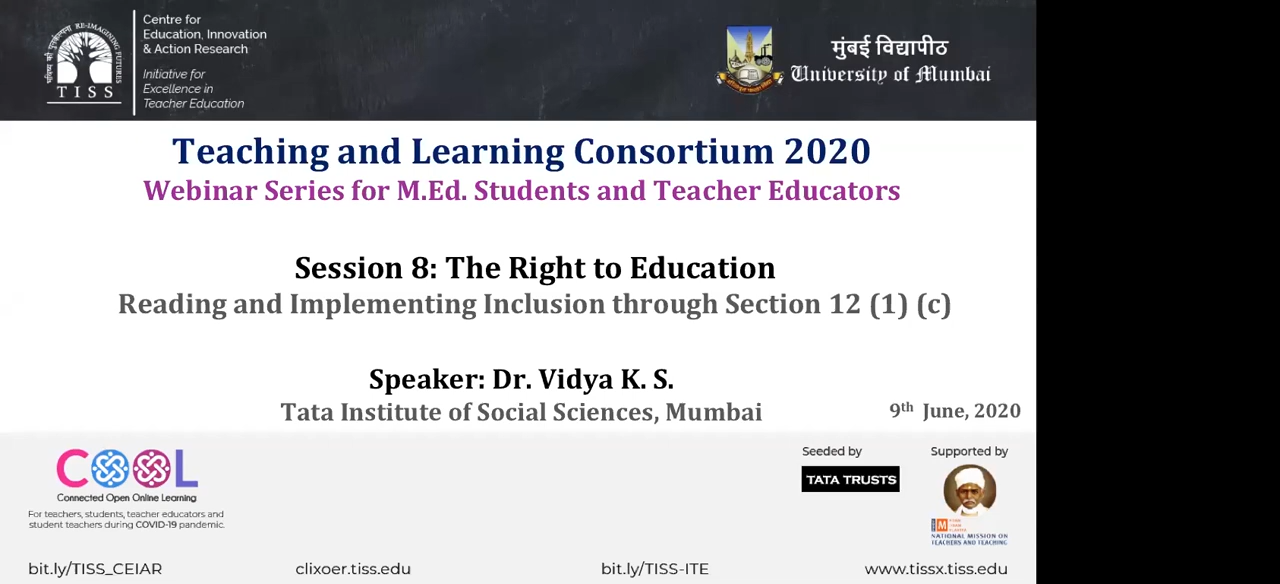 Centre for
Education, Innovation
& Action Research
Initiative for
Excellence in
Teacher Education
RE-IMAGINING FUTURES
TISS
मुंबई विद्यापीठ
University of Mumbai
Teaching and Learning Consortium 2020
Webinar Series for M.Ed. Students and Teacher Educators
Session 8: The Right to Education
Reading and Implementing Inclusion through Section 12 (1) (c)
Speaker: Dr. Vidya K. S.
Tata Institute of Social Sciences, Mumbai
9th June, 2020
COOL
Connected Open Online Learning
For teachers, students, teacher educators and
student teachers during COVID-19 pandemic.
Seeded by
TATA TRUSTS
Supported by
NATIONAL MISSION ON
TEACHERS AND TEACHING
bit.ly/TISS_CEIAR
clixoer.tiss.edu
bit.ly/TISS-ITE
www.tissx.tiss.edu